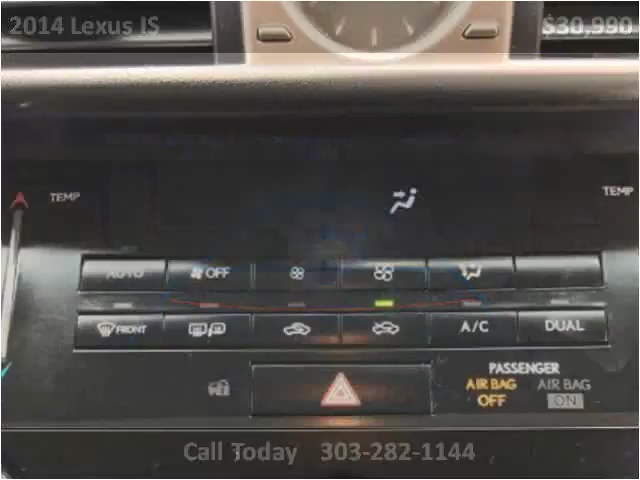 2014 Lexus IS $30,990
TEMP TEMP
AUTO OFF
FRONT A/C DUAL
PASSENGER
AIR BAG AIR BAG
OFF ON
Call Today 303-282-1144